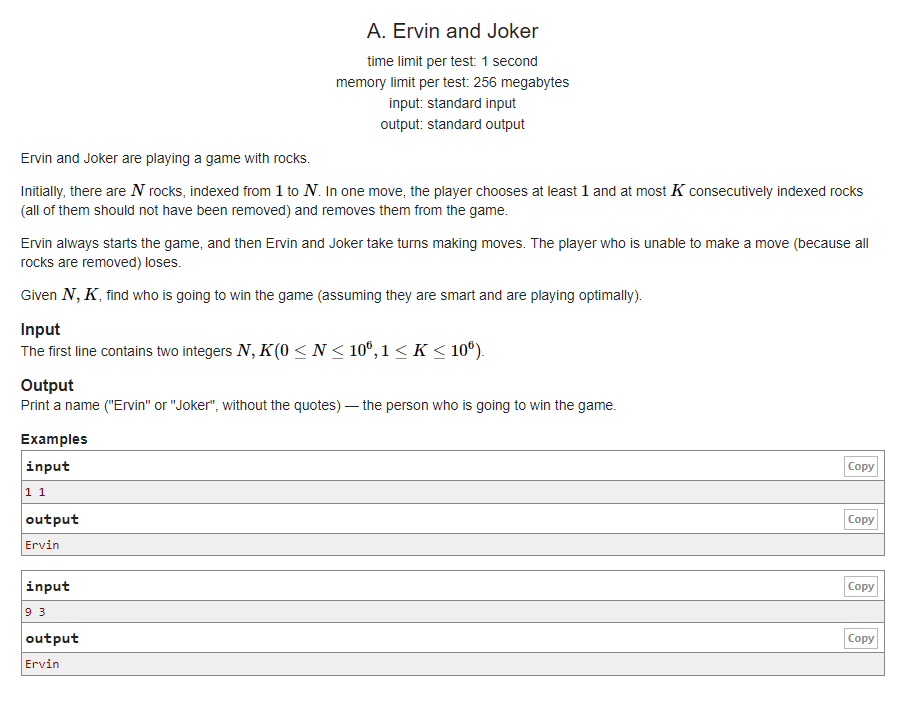 A. Ervin and Joker
time limit per test: 1 second
memory limit per test: 256 megabytes
input: standard input
output: standard output
Ervin and Joker are playing a game with rocks.
Initially, there are N rocks, indexed from 1 to N. In one move, the player chooses at least 1 and at most K consecutively indexed rocks
(all of them should not have been removed) and removes them from the game.
Ervin always starts the game, and then Ervin and Joker take turns making moves. The player who is unable to make a move (because all
rocks are removed) loses.
Given N, K, find who is going to win the game (assuming they are smart and are playing optimally).
Input
The first line contains two integers N, K(0 ≤ N ≤ 10⁶, 1 ≤ K ≤ 10⁶).
Output
Print a name ("Ervin" or "Joker", without the quotes) — the person who is going to win the game.
Examples
input Copy
1 1
output Copy
Ervin
input Copy
9 3
output Copy
Ervin